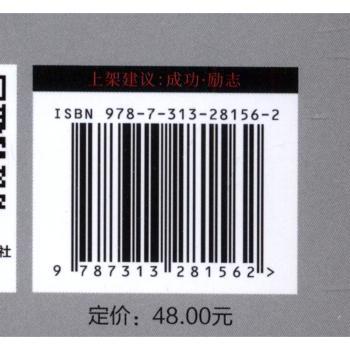 上架建议:成功·励志
ISBN 978-7-313-28156-2
9 787313 281562 >
社
定价: 48.00元